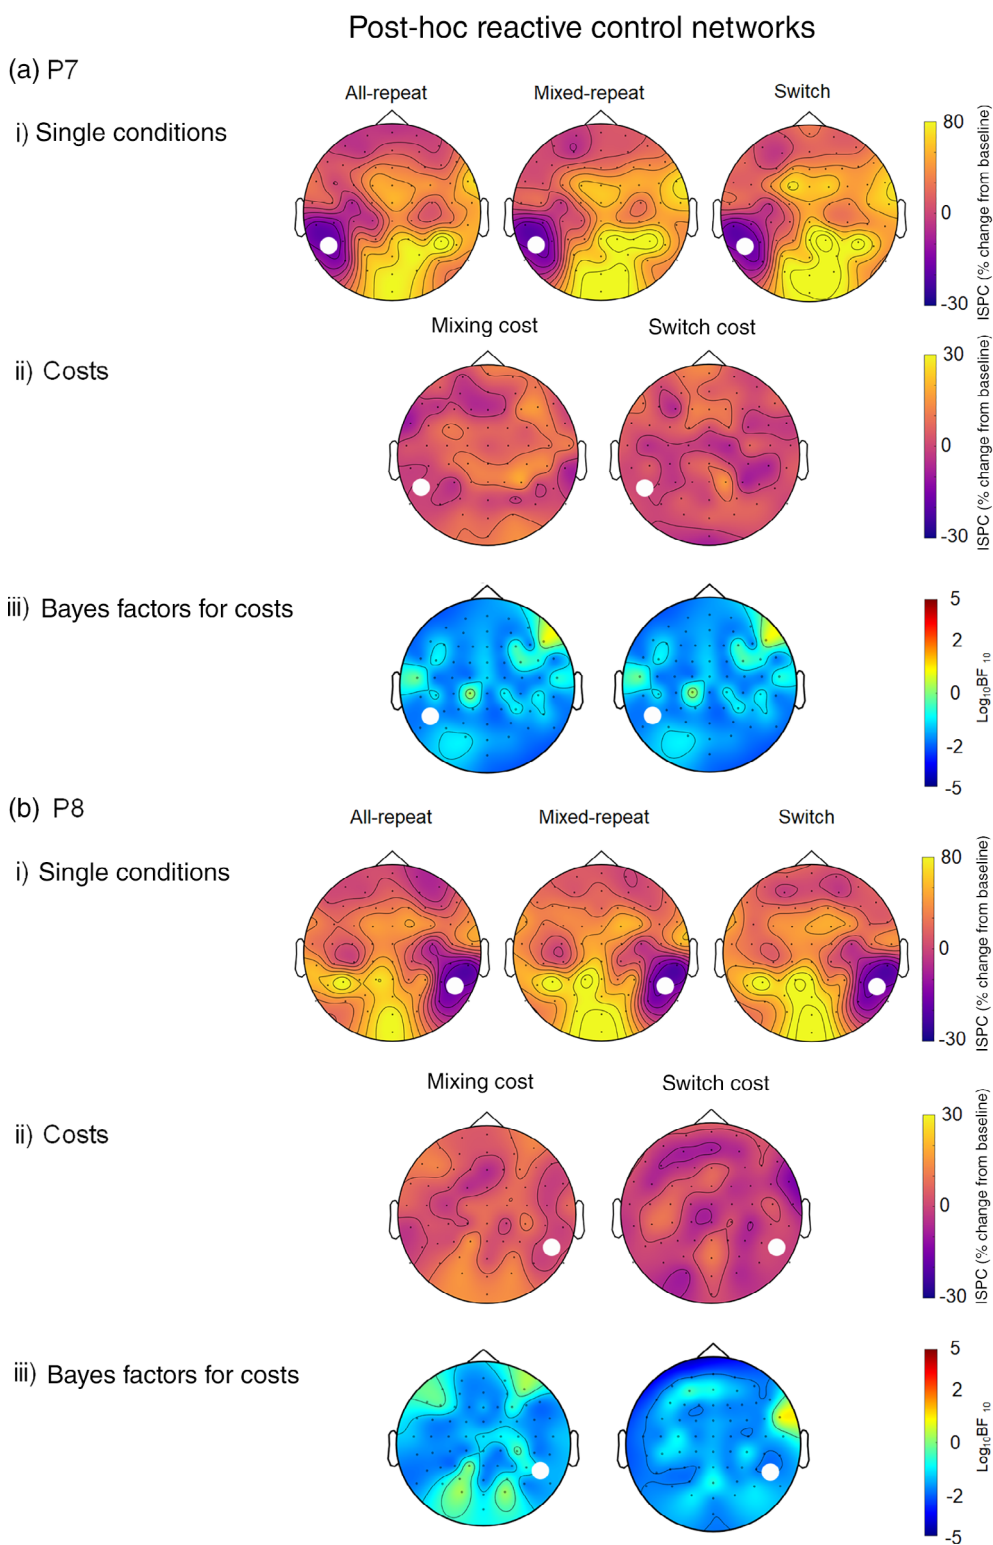 Post-hoc reactive control networks
(a) P7
All-repeat
Mixed-repeat
Switch
i) Single conditions
80
0
-30
ISPC (% change from baseline)
Mixing cost
Switch cost
ii) Costs
30
0
-30
ISPC (% change from baseline)
iii) Bayes factors for costs
5
2
0
-2
-5
Log10BF 10
(b) P8
All-repeat
Mixed-repeat
Switch
i) Single conditions
80
0
-30
ISPC (% change from baseline)
Mixing cost
Switch cost
ii) Costs
30
0
-30
ISPC (% change from baseline)
iii) Bayes factors for costs
5
2
0
-2
-5
Log10BF 10